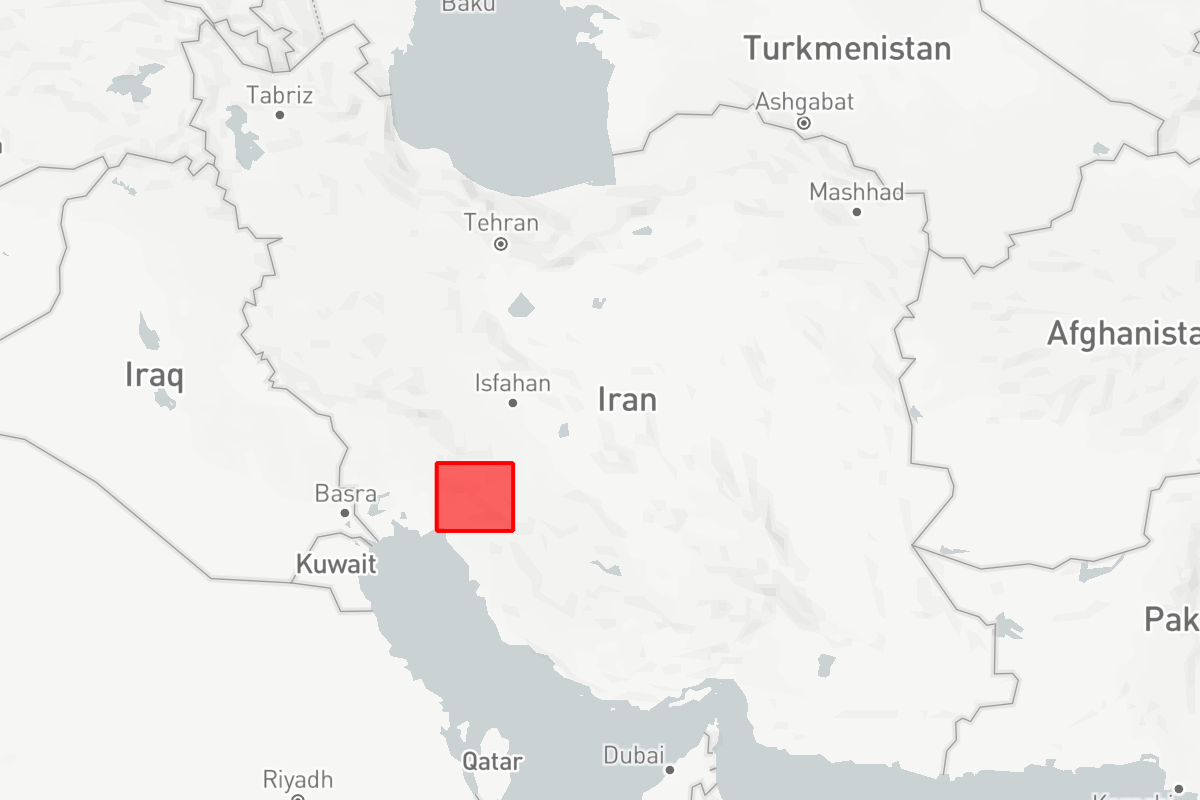 Baku
Turkmenistan
Tabriz
Ashgabat
Mashhad
Tehran
Afghanista
Iraq
Isfahan
Iran
Basra
Kuwait
Pak
Qatar
Dubai
Riyadh